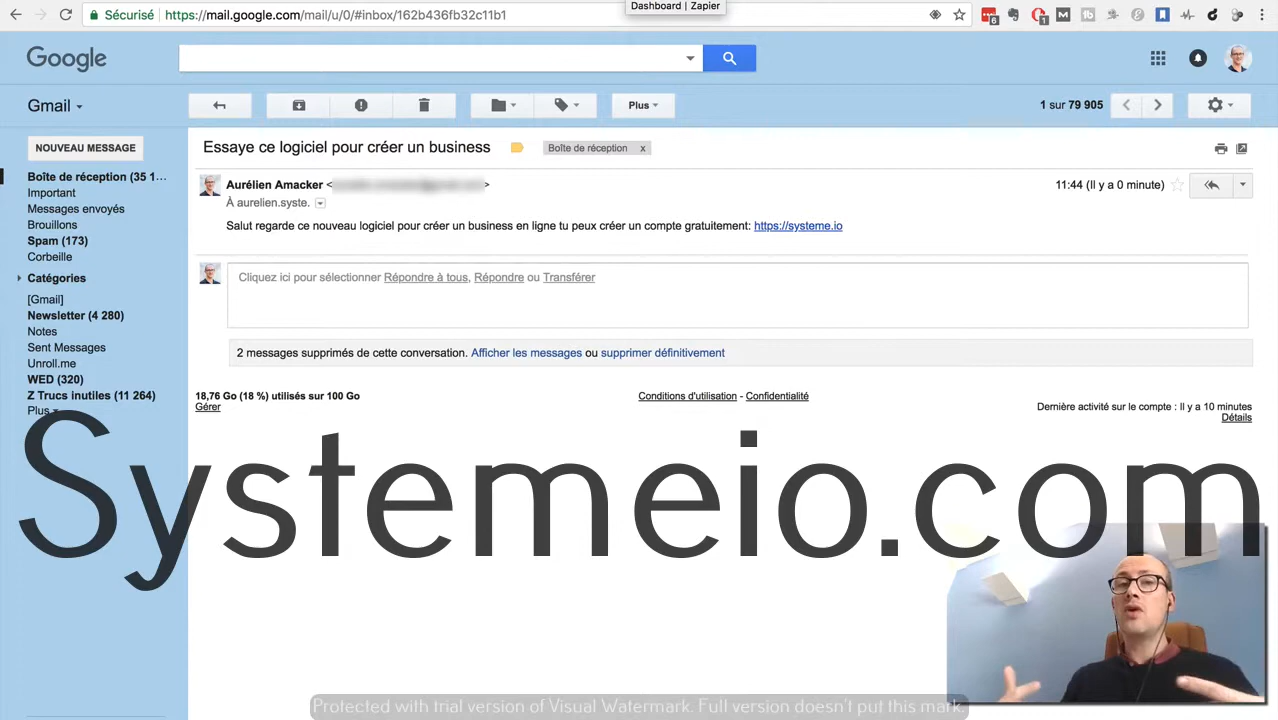 Dashboard | Zapier
Sécurisé https://mail.google.com/mail/u/0/#inbox/162b436fb32c11b1
6 1
Google
Gmail
Plus
1 sur 79 905
NOUVEAU MESSAGE
Essaye ce logiciel pour créer un business Boîte de réception x
Boîte de réception (35 1...
Important
Messages envoyés
Brouillons
Spam (173)
Corbeille
Catégories
[Gmail]
Newsletter (4 280)
Notes
Sent Messages
Unroll.me
WED (320)
Z Trucs inutiles (11 264)
Plus
Aurélien Amacker
11:44 (Il y a 0 minute)
À aurelien.syste.
Salut regarde ce nouveau logiciel pour créer un business en ligne tu peux créer un compte gratuitement: https://systeme.io
Cliquez ici pour sélectionner Répondre à tous, Répondre ou Transférer
2 messages supprimés de cette conversation. Afficher les messages ou supprimer définitivement
18,76 Go (18 %) utilisés sur 100 Go
Gérer
Conditions d'utilisation - Confidentialité
Dernière activité sur le compte : Il y a 10 minutes
Détails
Systemeio.com
Protected with trial version of Visual Watermark. Full version doesn't put this mark.